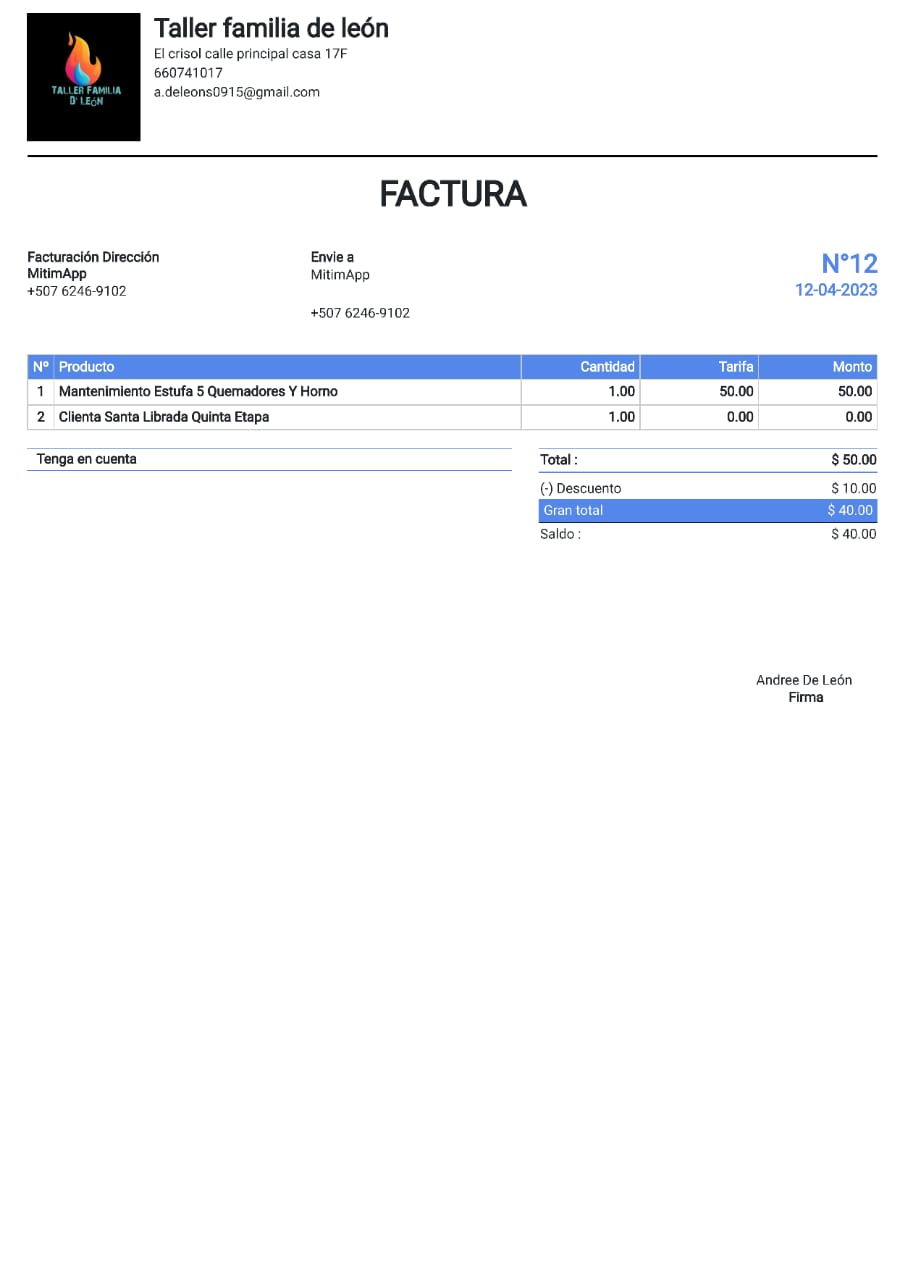 TALLER FAMILIA
D' LEÓN
Taller familia de león
El crisol calle principal casa 17F
660741017
a.deleons0915@gmail.com
FACTURA
Facturación Dirección
MitimApp
+507 6246-9102
Envie a
MitimApp
+507 6246-9102
N°12
12-04-2023
Nº Producto Cantidad Tarifa Monto
1 Mantenimiento Estufa 5 Quemadores Y Horno 1.00 50.00 50.00
2 Clienta Santa Librada Quinta Etapa 1.00 0.00 0.00
Tenga en cuenta
Total : $ 50.00
(-) Descuento $ 10.00
Gran total $ 40.00
Saldo : $ 40.00
Andree De León
Firma